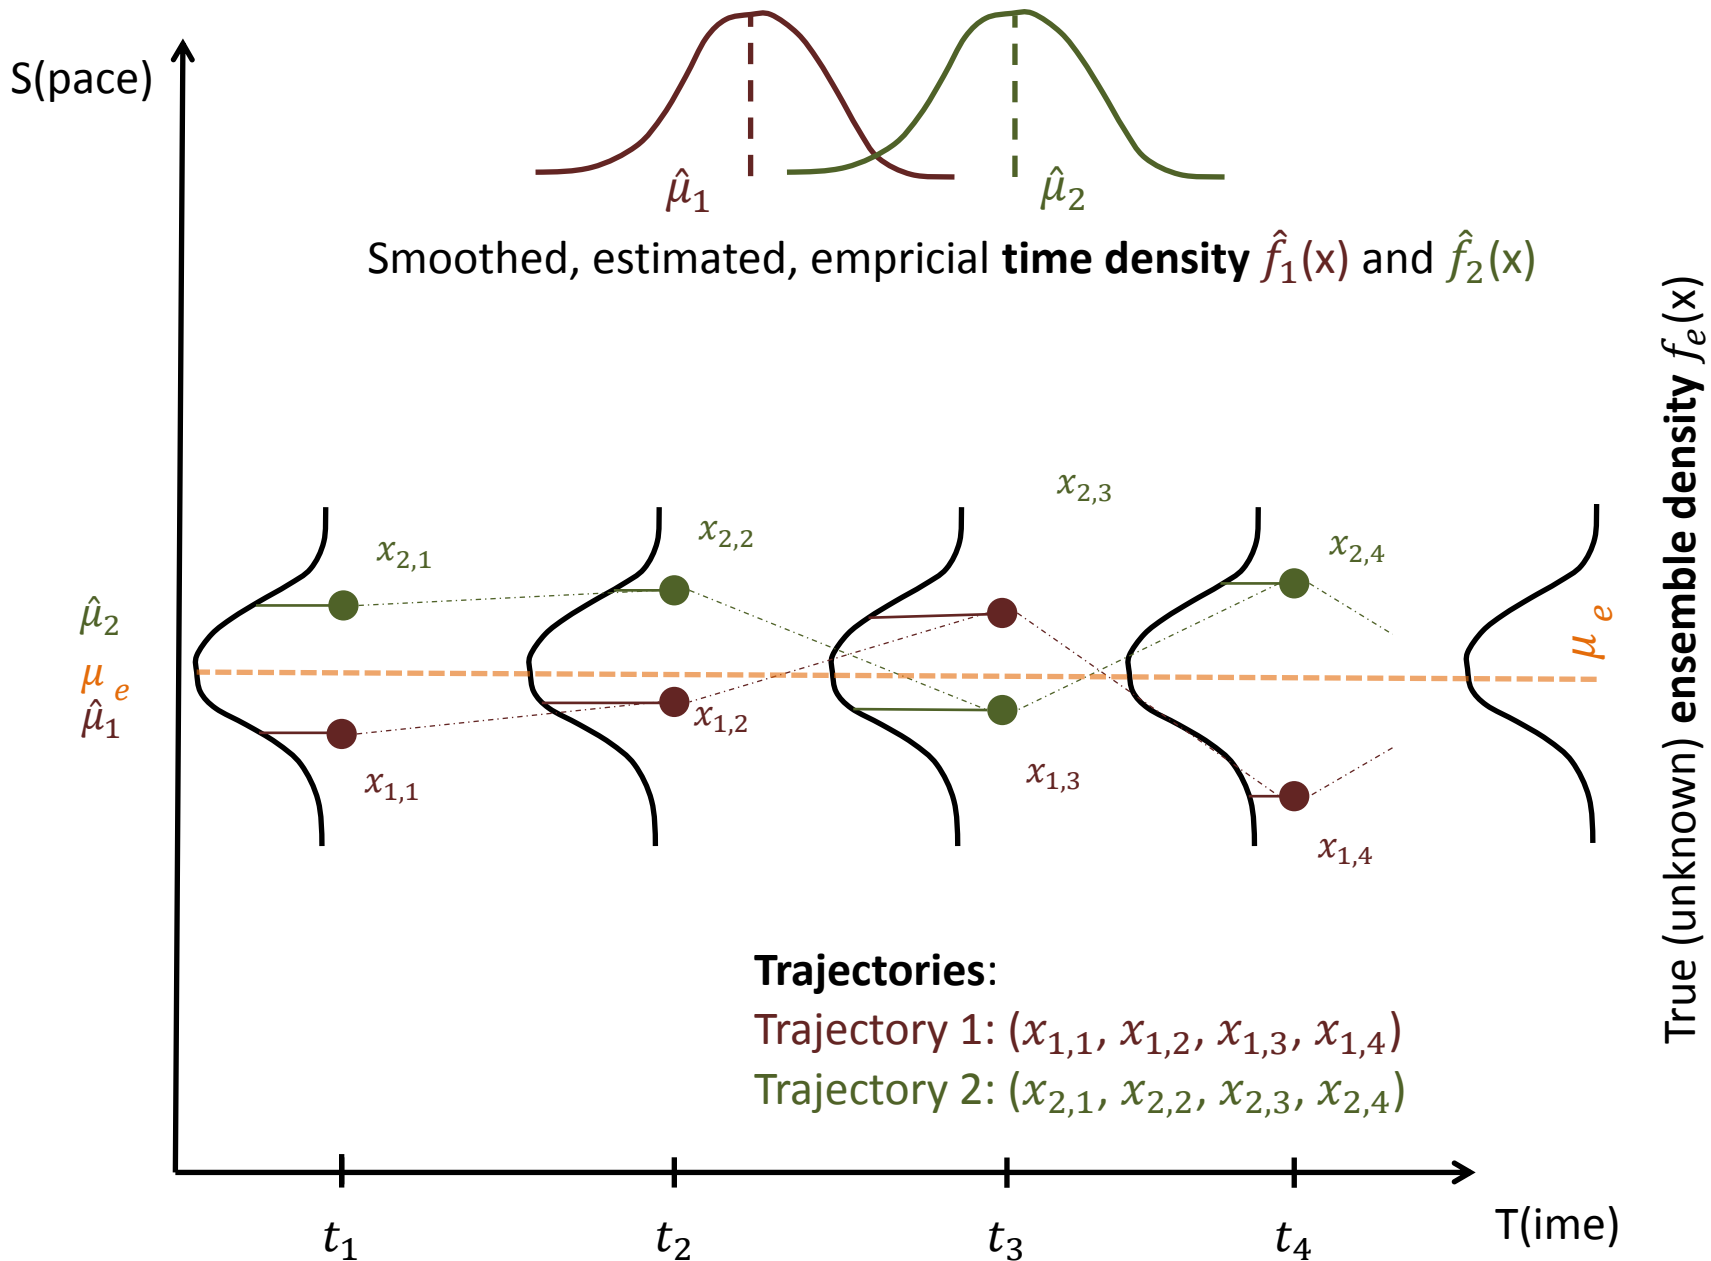 S(pace)
μ̂₁
μ̂₂
Smoothed, estimated, empricial time density f̂₁(x) and f̂₂(x)
True (unknown) ensemble density fₑ(x)
x₂,₃
x₂,₁
x₂,₂
x₂,₄
μ̂₂
μ ₑ
μ̂₁
μ ₑ
x₁,₂
x₁,₁
x₁,₃
x₁,₄
Trajectories:
Trajectory 1: (x₁,₁, x₁,₂, x₁,₃, x₁,₄)
Trajectory 2: (x₂,₁, x₂,₂, x₂,₃, x₂,₄)
t₁
t₂
t₃
t₄
T(ime)